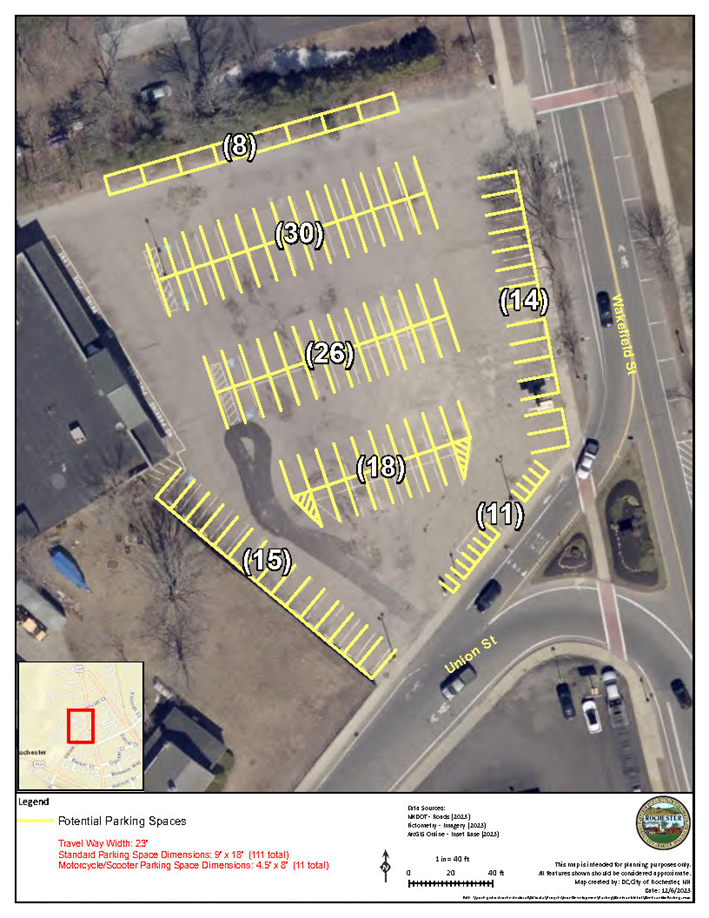 (8)
(30)
(14)
(26)
(18)
(11)
(15)
Wakefield St
Union St
Legend
Potential Parking Spaces
Travel Way Width: 23'
Standard Parking Space Dimensions: 9' x 18' (111 total)
Motorcycle/Scooter Parking Space Dimensions: 4.5' x 8' (11 total)
Data Sources:
NHDOT - Roads (2023)
Pictometry - Imagery (2023)
ArcGIS Online - Inset Base (2023)
1 in = 40 ft
0 20 40 ft
ROCHESTER
This map is intended for planning purposes only.
All features shown should be considered approximate.
Map created by: DC, City of Rochester, NH
Date: 12/6/2023